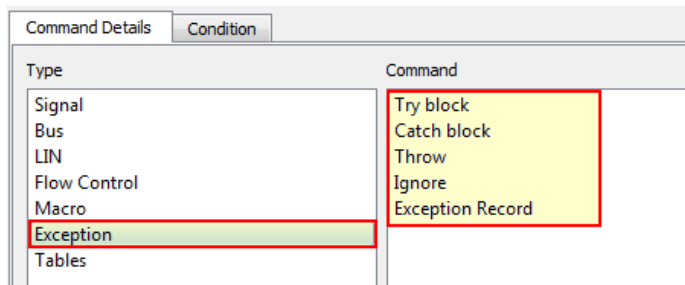 Command Details
Condition
Type
Command
Signal
Bus
LIN
Flow Control
Macro
Exception
Tables
Try block
Catch block
Throw
Ignore
Exception Record